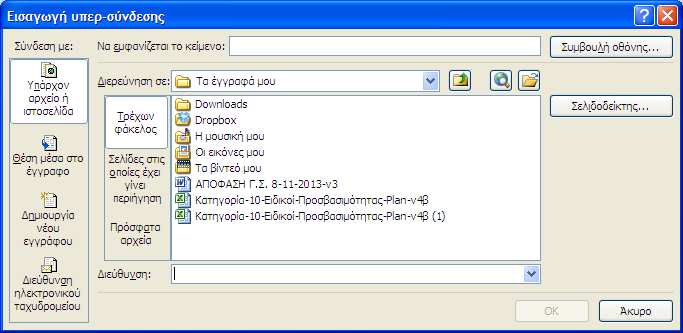 Εισαγωγή υπερ-σύνδεσης
Σύνδεση με:
Να εμφανίζεται το κείμενο:
Συμβουλή οθόνης...
Υπάρχον
αρχείο ή
ιστοσελίδα
Θέση μέσα στο
έγγραφο
Δημιουργία
νέου
εγγράφου
Διεύθυνση
ηλεκτρονικού
ταχυδρομείου
Διερεύνηση σε:
Τα έγγραφά μου
Σελιδοδείκτης...
Τρέχων
φάκελος
Σελίδες στις
οποίες έχει
γίνει
περιήγηση
Πρόσφατα
αρχεία
Downloads
Dropbox
Η μουσική μου
Οι εικόνες μου
Τα βίντεό μου
ΑΠΟΦΑΣΗ Γ.Σ. 8-11-2013-v3
Κατηγορία-10-Ειδικοί-Προσβασιμότητας-Plan-v4β
Κατηγορία-10-Ειδικοί-Προσβασιμότητας-Plan-v4β (1)
Διεύθυνση:
OK
Άκυρο